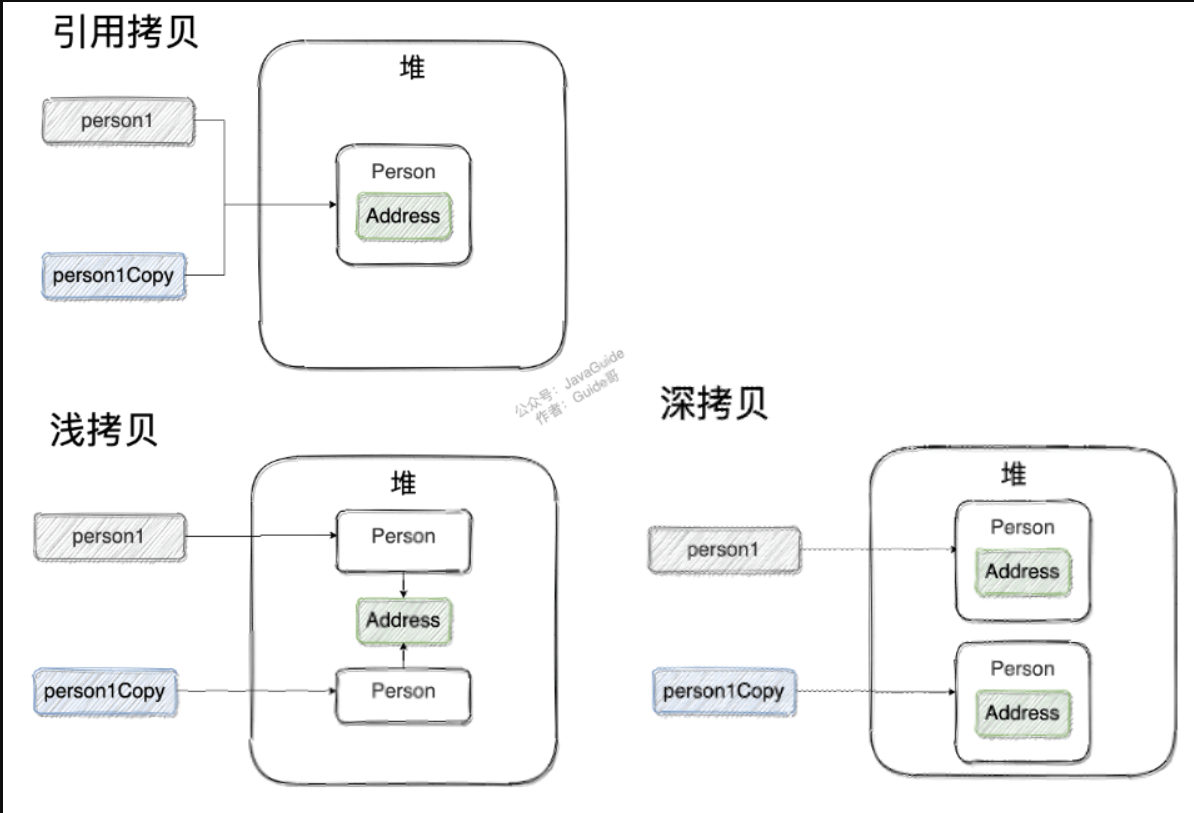 引用拷贝
堆
person1
Person
Address
person1Copy
公众号：JavaGuide
作者：Guide哥
浅拷贝
堆
person1
Person
Address
person1Copy
Person
深拷贝
堆
person1
Person
Address
person1Copy
Person
Address